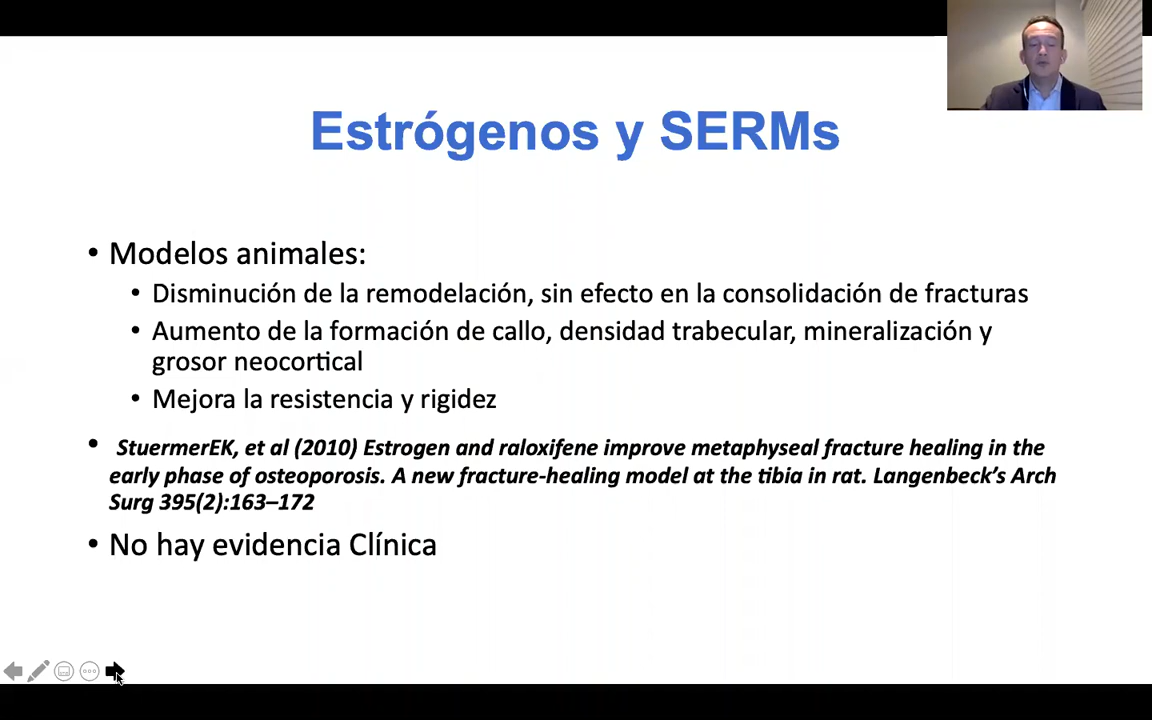 Estrógenos y SERMs
• Modelos animales:
• Disminución de la remodelación, sin efecto en la consolidación de fracturas
• Aumento de la formación de callo, densidad trabecular, mineralización y
grosor neocortical
• Mejora la resistencia y rigidez
• StuermerEK, et al (2010) Estrogen and raloxifene improve metaphyseal fracture healing in the
early phase of osteoporosis. A new fracture-healing model at the tibia in rat. Langenbeck’s Arch
Surg 395(2):163–172
• No hay evidencia Clínica